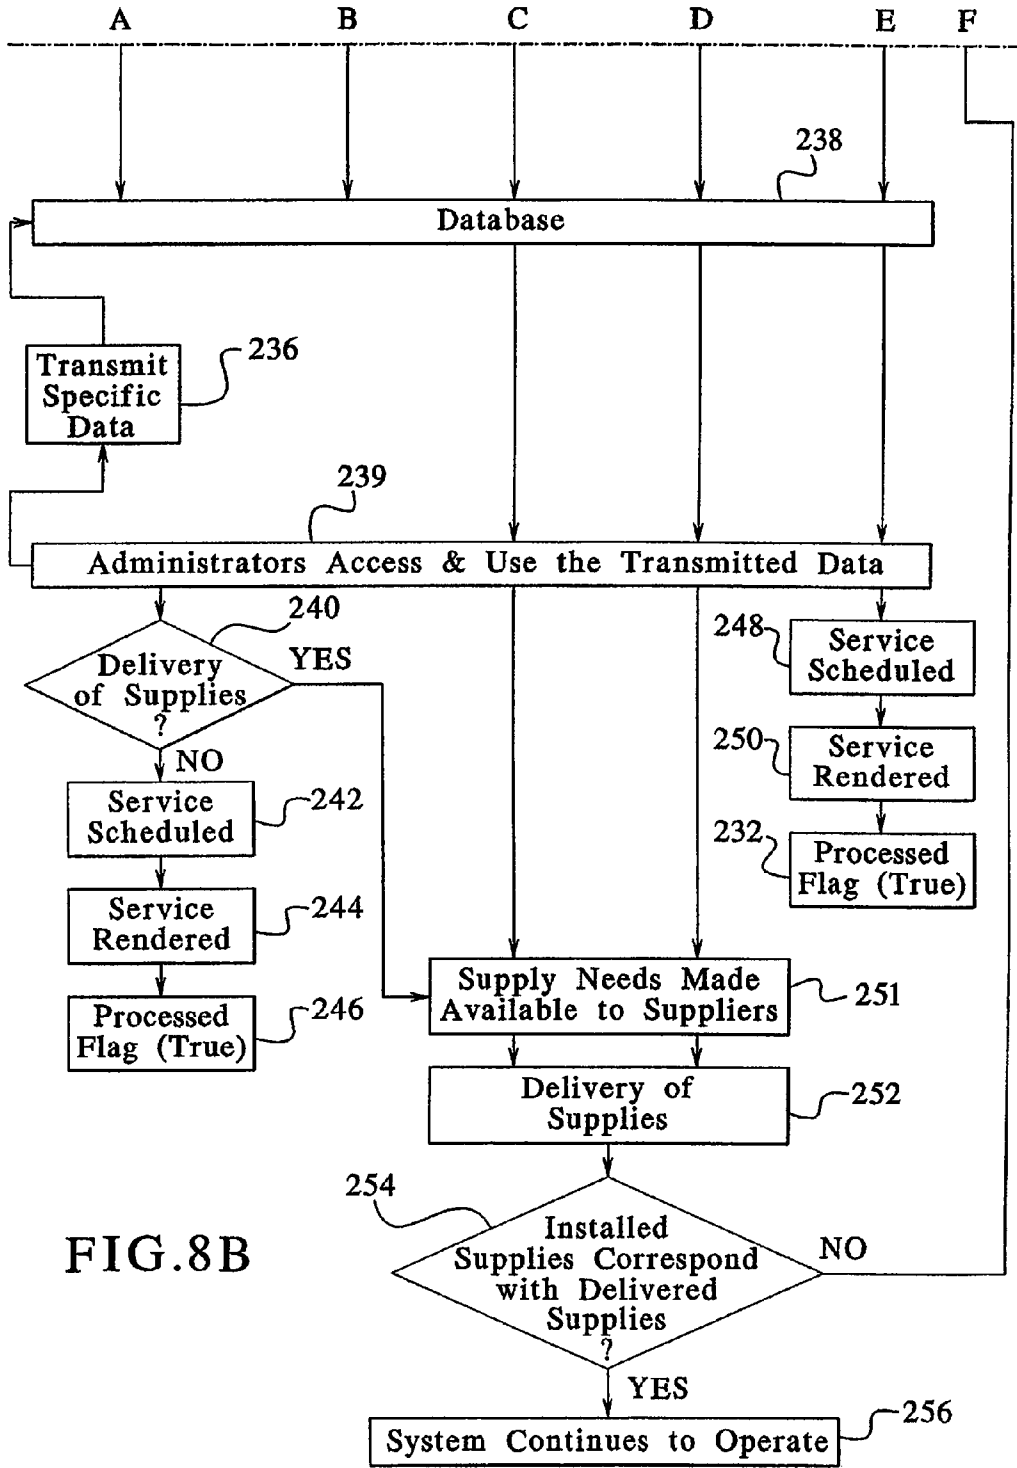 A B C D E F
238
Database
236
Transmit
Specific
Data
239
Administrators Access & Use the Transmitted Data
240
Delivery
of Supplies
?
YES
NO
248
Service
Scheduled
250
Service
Rendered
232
Processed
Flag (True)
Service
Scheduled
242
Service
Rendered
244
Processed
Flag (True)
246
Supply Needs Made
Available to Suppliers
251
Delivery of
Supplies
252
254
Installed
Supplies Correspond
with Delivered
Supplies
?
NO
YES
FIG.8B
System Continues to Operate
256